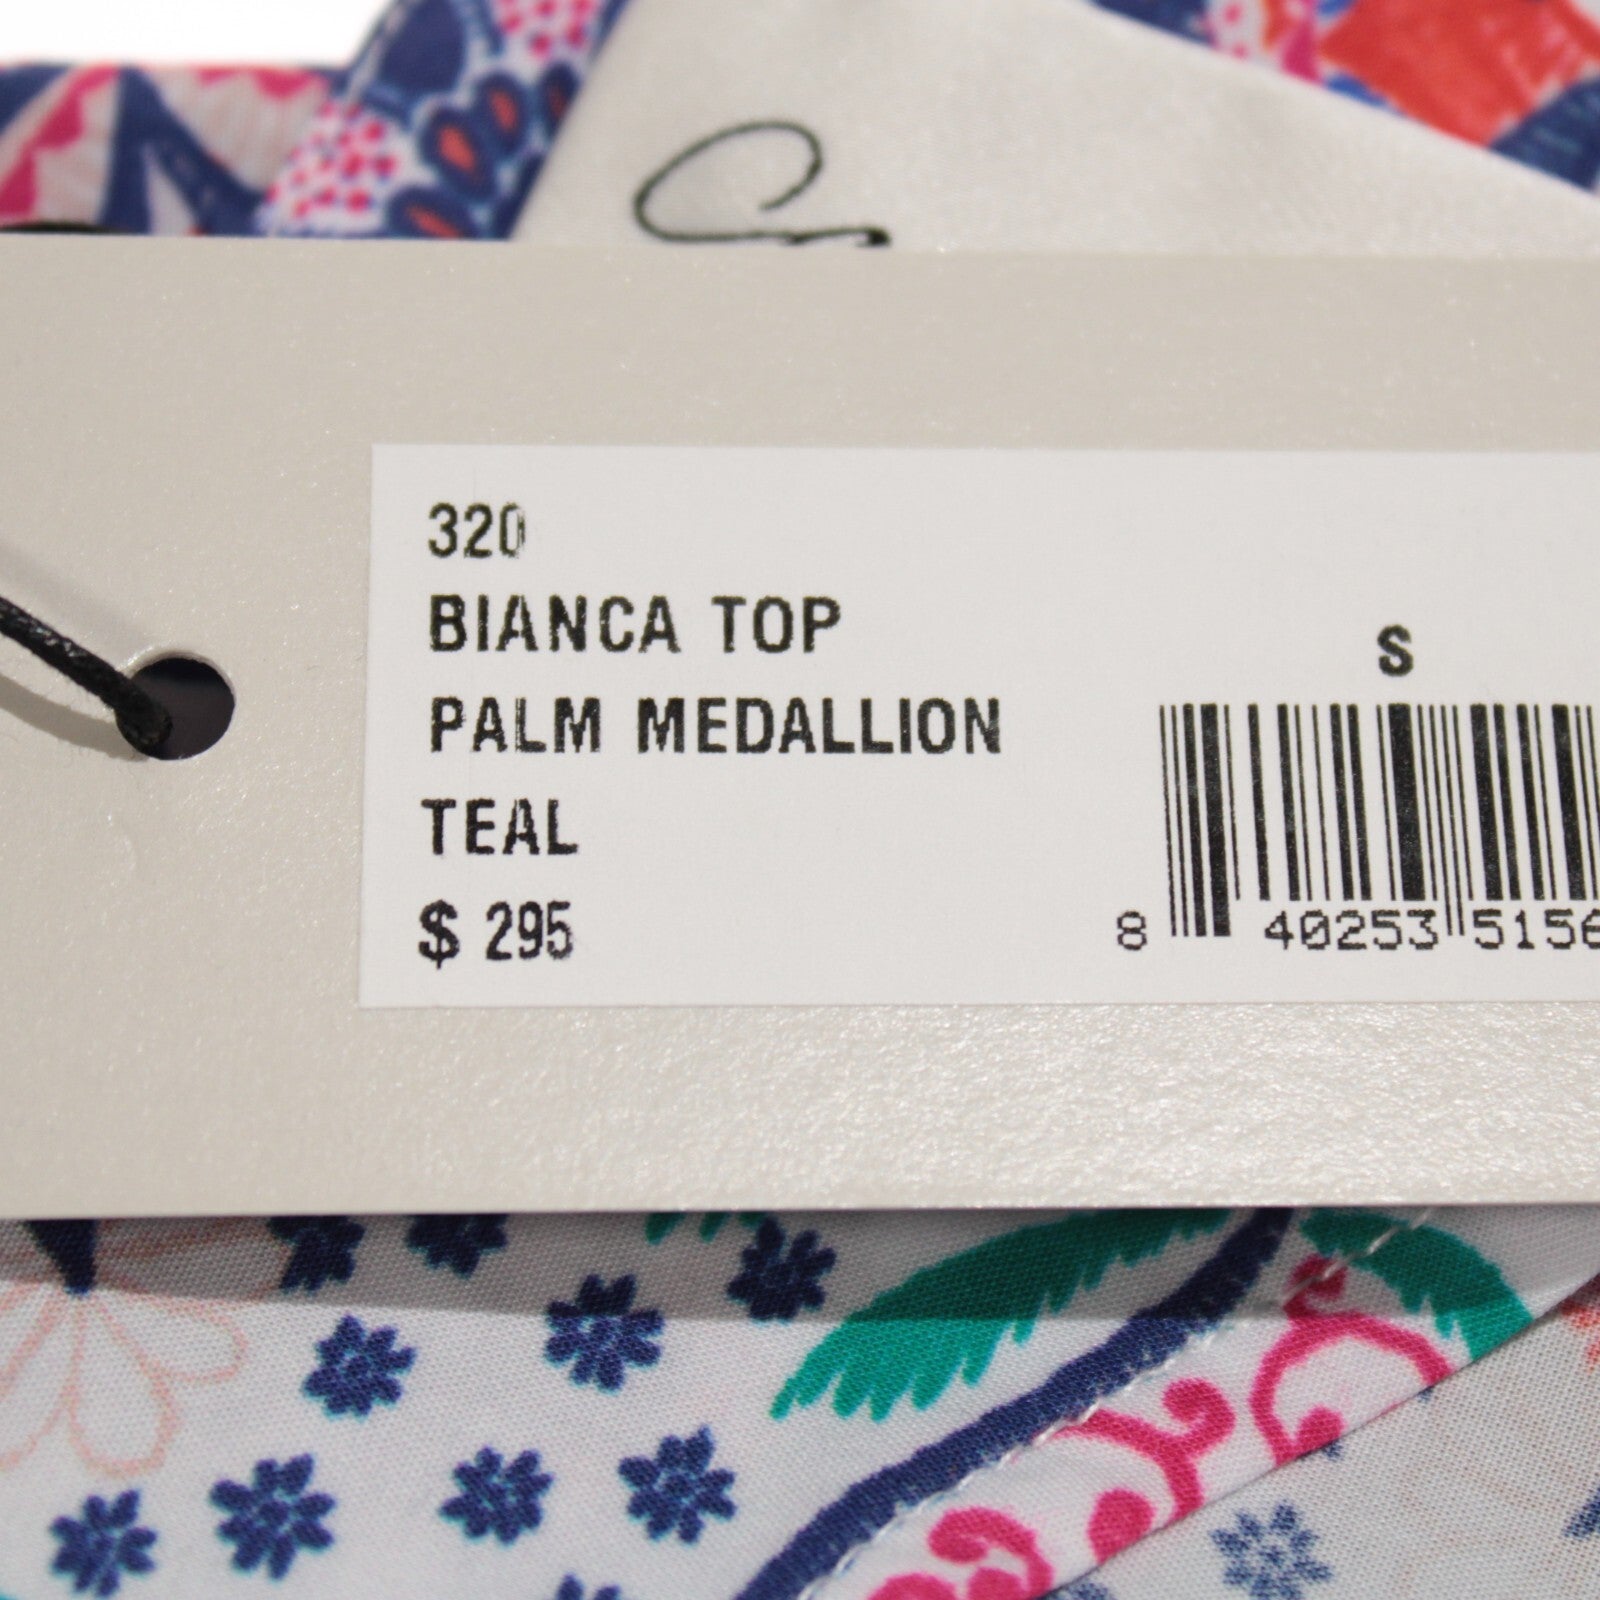 320
BIANCA TOP
PALM MEDALLION
TEAL
$ 295
S
8 40253 5156